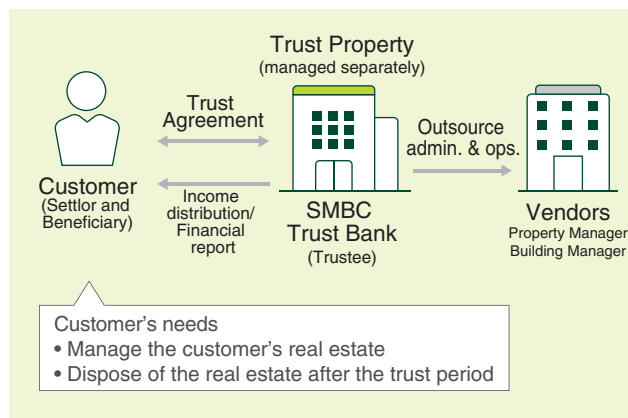 Trust Property
(managed separately)
Trust
Agreement
Outsource
admin. & ops.
Customer
(Settlor and
Beneficiary)
Income
distribution/
Financial
report
SMBC
Trust Bank
(Trustee)
Vendors
Property Manager
Building Manager
Customer's needs
• Manage the customer's real estate
• Dispose of the real estate after the trust period